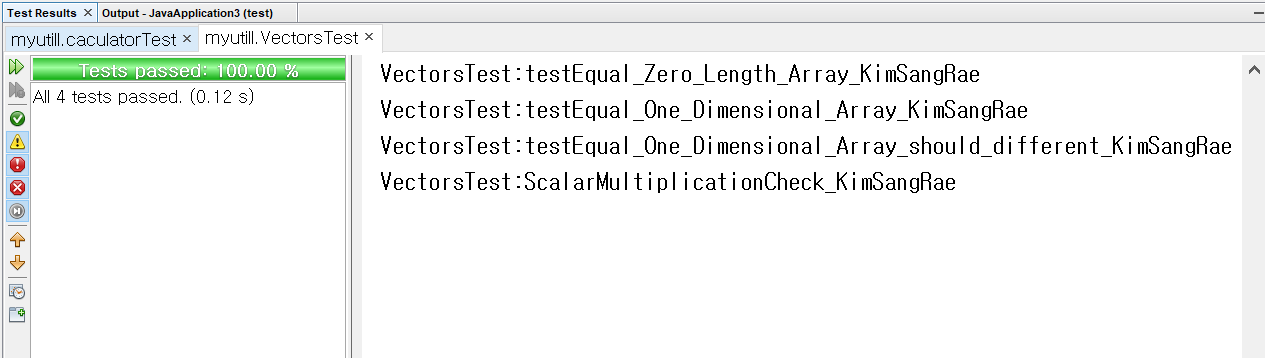 Test Results
Output - JavaApplication3 (test)
myutill.caculatorTest
myutill.VectorsTest
Tests passed: 100.00 %
All 4 tests passed. (0.12 s)
VectorsTest:testEqual_Zero_Length_Array_KimSangRae
VectorsTest:testEqual_One_Dimensional_Array_KimSangRae
VectorsTest:testEqual_One_Dimensional_Array_should_different_KimSangRae
VectorsTest:ScalarMultiplicationCheck_KimSangRae